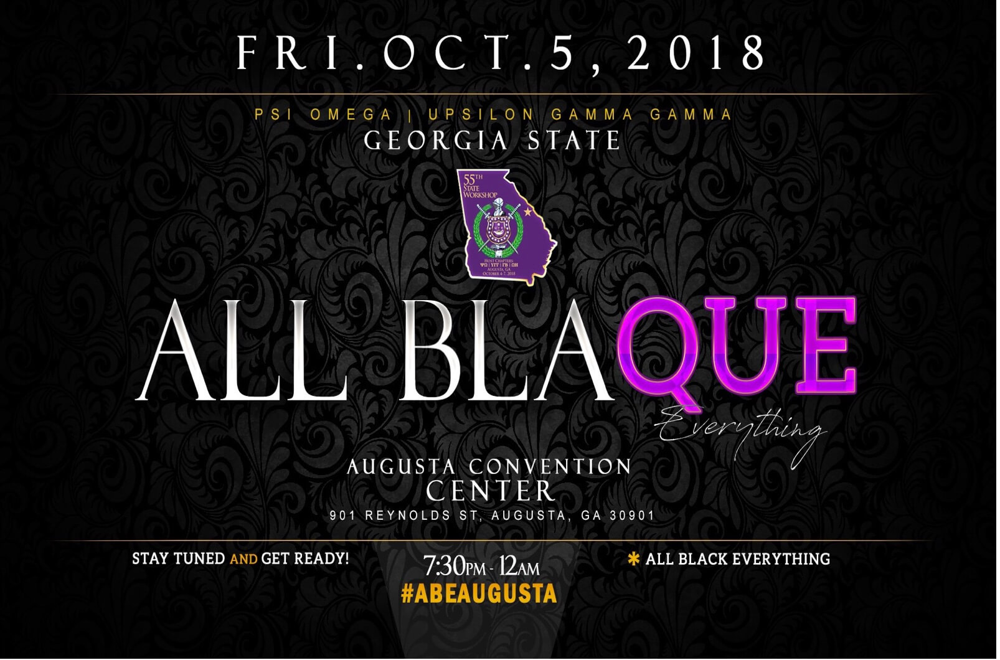 FRI.OCT.5,2018
PSI OMEGA | UPSILON GAMMA GAMMA
GEORGIA STATE
55TH
STATE
WORKSHOP
HOST CHAPTERS:
ΨΩ | ΥΓΓ | ΓΒ | ΩΗ
AUGUSTA, GA
OCTOBER 4-7, 2018
ALL BLAQUE
Everything
AUGUSTA CONVENTION
CENTER
901 REYNOLDS ST, AUGUSTA, GA 30901
STAY TUNED AND GET READY!
7:30PM - 12AM
#ABEAUGUSTA
* ALL BLACK EVERYTHING